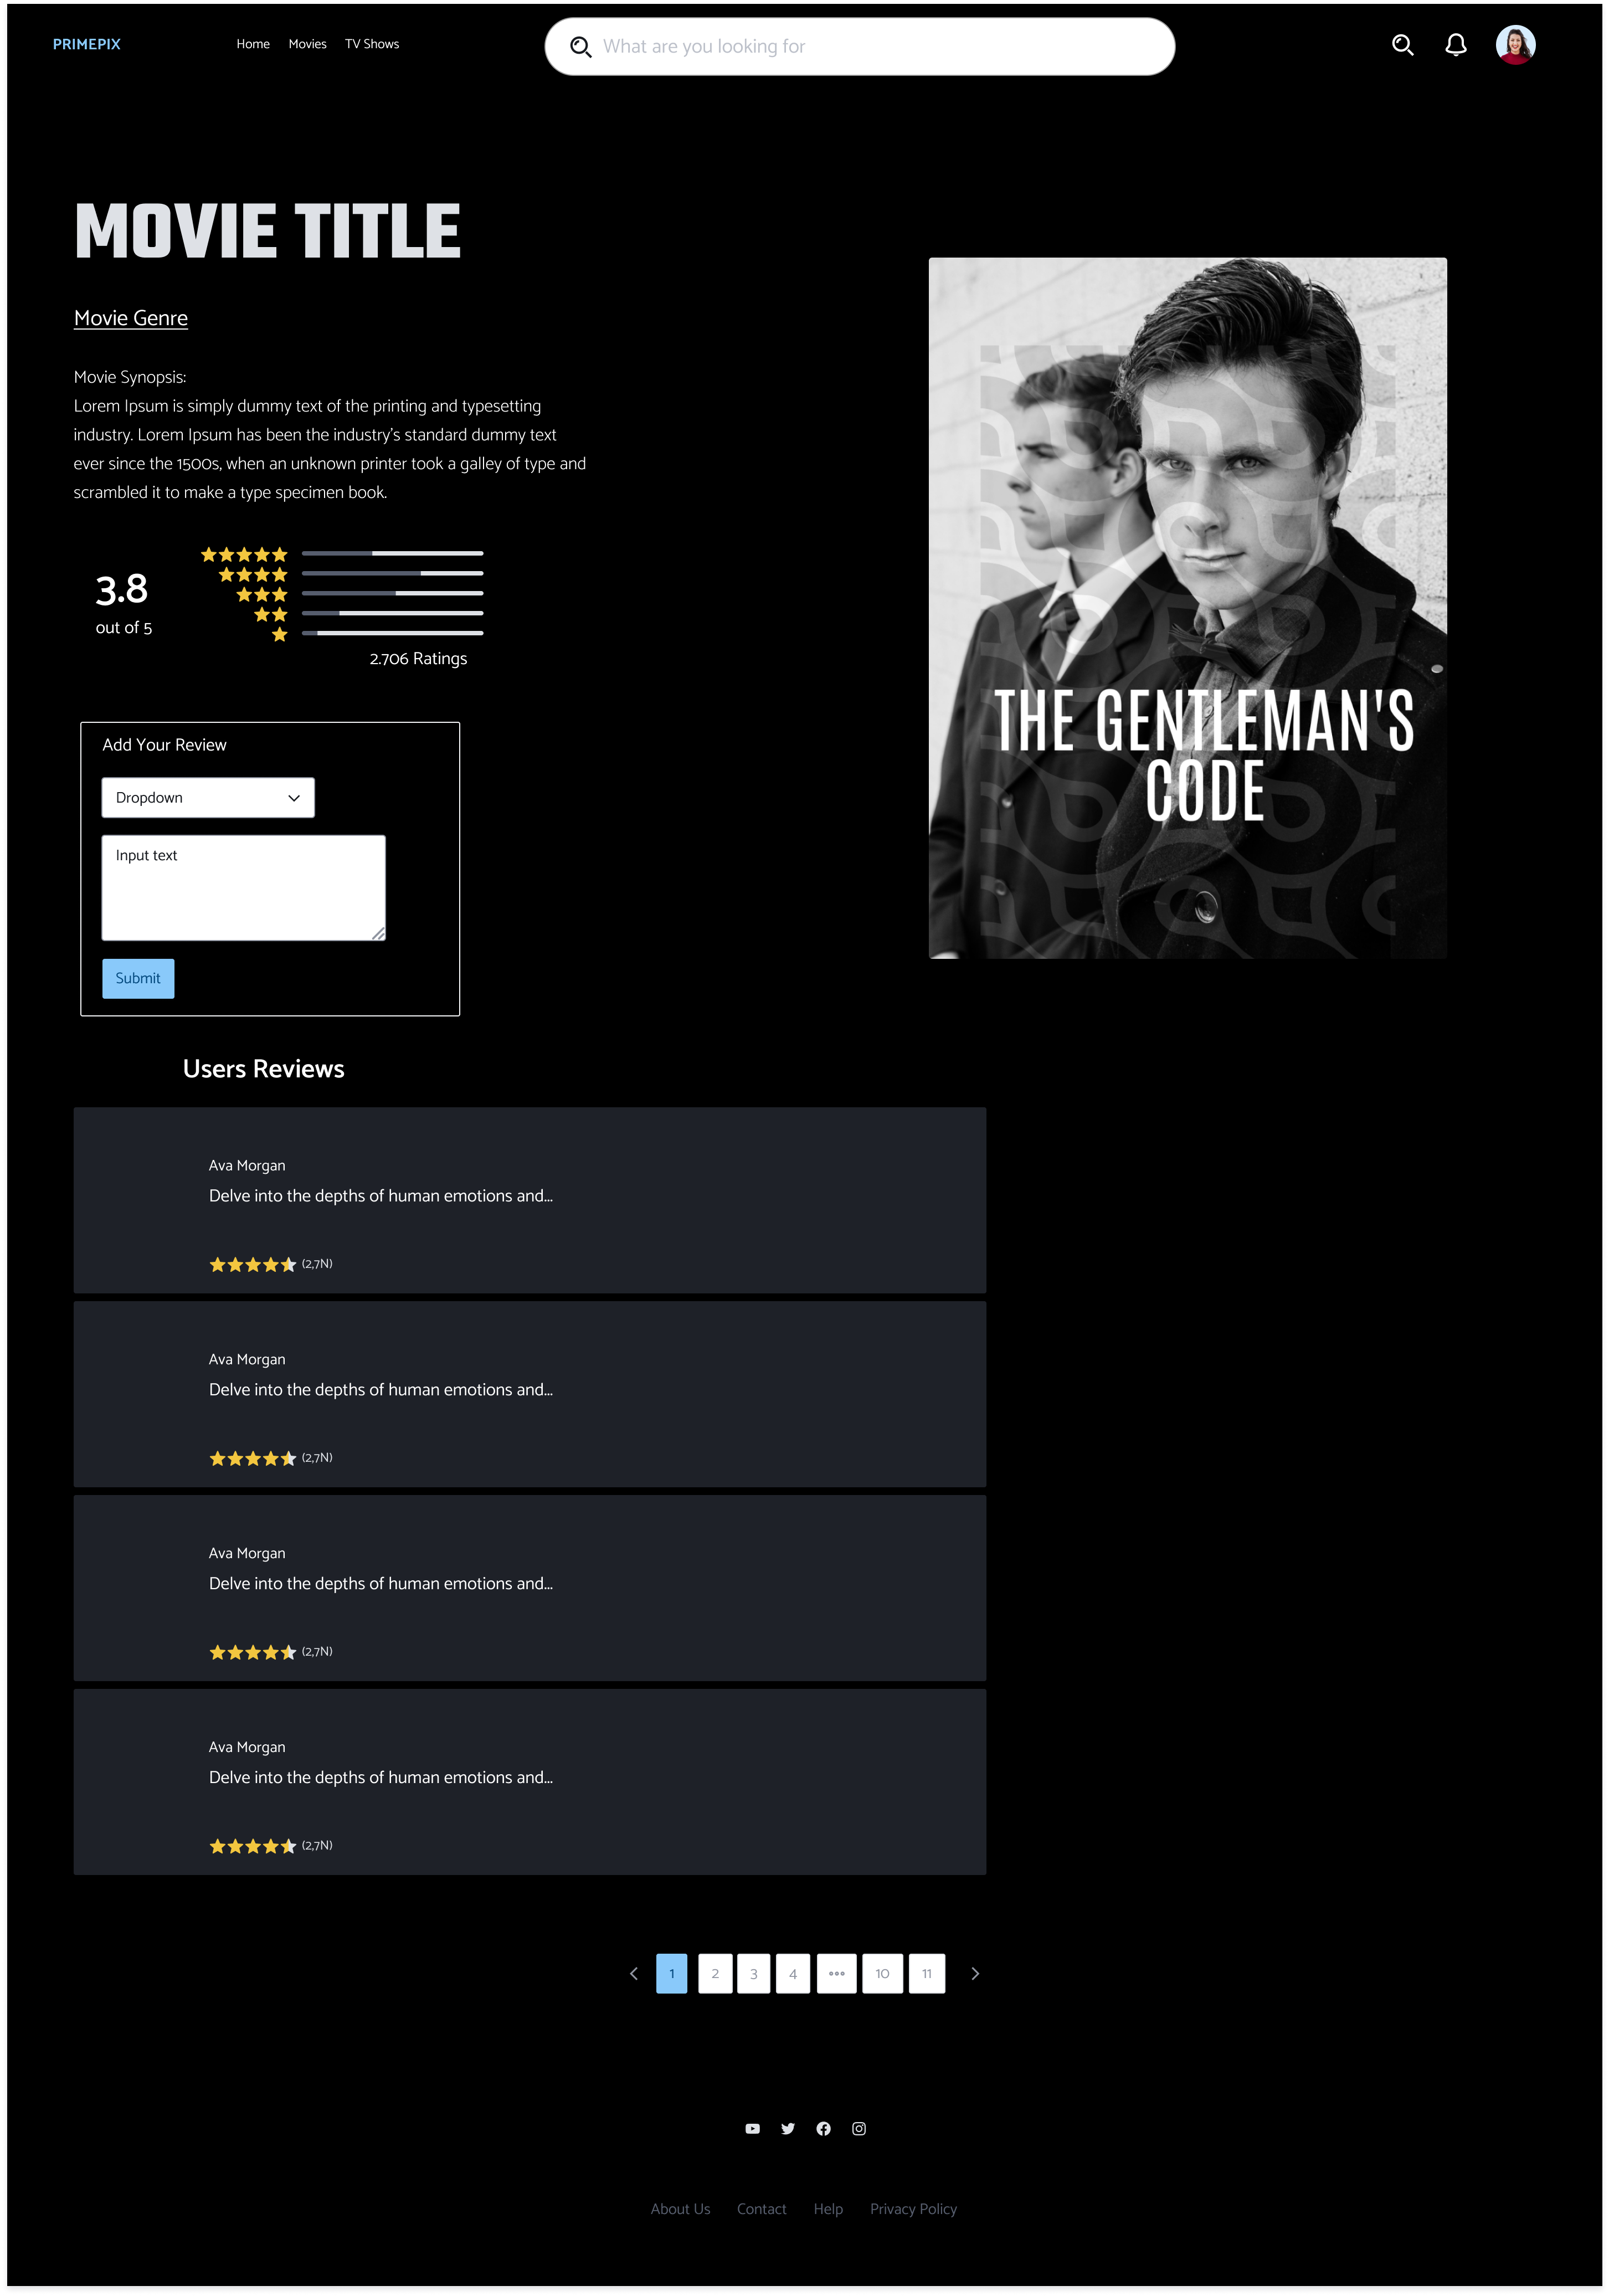 PRIMEPIX
Home Movies TV Shows
What are you looking for
MOVIE TITLE
Movie Genre
Movie Synopsis:
Lorem Ipsum is simply dummy text of the printing and typesetting
industry. Lorem Ipsum has been the industry's standard dummy text
ever since the 1500s, when an unknown printer took a galley of type and
scrambled it to make a type specimen book.
3.8
out of 5
2.706 Ratings
THE GENTLEMAN'S
CODE
Add Your Review
Dropdown
Input text
Submit
Users Reviews
Ava Morgan
Delve into the depths of human emotions and...
(2,7N)
Ava Morgan
Delve into the depths of human emotions and...
(2,7N)
Ava Morgan
Delve into the depths of human emotions and...
(2,7N)
Ava Morgan
Delve into the depths of human emotions and...
(2,7N)
1 2 3 4 ••• 10 11
About Us Contact Help Privacy Policy